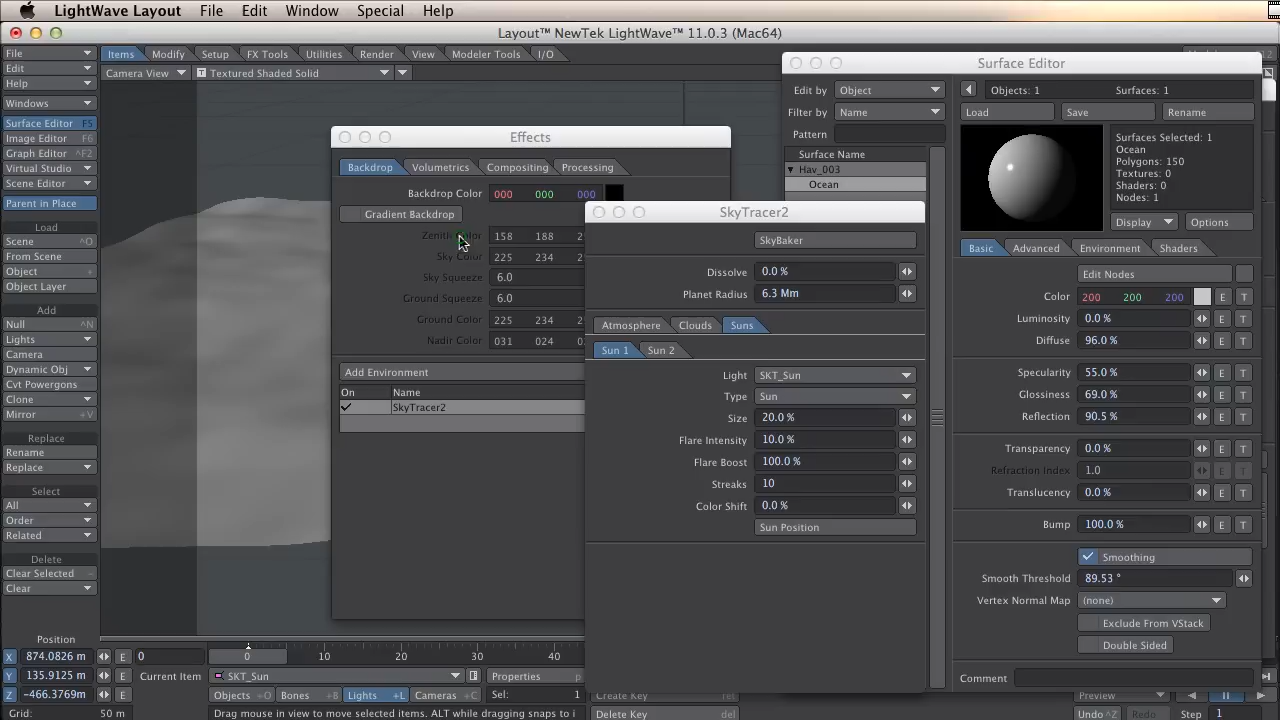 LightWave Layout File Edit Window Special Help
Layout™ NewTek LightWave™ 11.0.3 (Mac64)
File
Edit
Help
Windows
Surface Editor F5
Image Editor F6
Graph Editor ^F2
Virtual Studio
Scene Editor
Parent in Place
Load
Scene ^O
From Scene
Object +
Object Layer
Add
Null ^N
Lights
Camera
Dynamic Obj
Cvt Powergons
Clone
Mirror +V
Replace
Rename
Replace
Select
All
Order
Related
Delete
Clear Selected -
Clear
Position
X 874.0826 m E
Y 135.9125 m E
Z -466.3769m E
Grid: 50 m
Items Modify Setup FX Tools Utilities Render View Modeler Tools I/O
Camera View T Textured Shaded Solid
Effects
Backdrop Volumetrics Compositing Processing
Backdrop Color 000 000 000
Gradient Backdrop
Zenith Color 158 188
Sky Color 225 234
Sky Squeeze 6.0
Ground Squeeze 6.0
Ground Color 225 234
Nadir Color 031 024
Add Environment
On Name
SkyTracer2
SkyTracer2
SkyBaker
Dissolve 0.0 %
Planet Radius 6.3 Mm
Atmosphere Clouds Suns
Sun 1 Sun 2
Light SKT_Sun
Type Sun
Size 20.0 %
Flare Intensity 10.0 %
Flare Boost 100.0 %
Streaks 10
Color Shift 0.0 %
Sun Position
Surface Editor
Edit by Object
Filter by Name
Pattern
Surface Name
Hav_003
Ocean
Objects: 1 Surfaces: 1
Load Save Rename
Surfaces Selected: 1
Ocean
Polygons: 150
Textures: 0
Shaders: 0
Nodes: 1
Display Options
Basic Advanced Environment Shaders
Edit Nodes
Color 200 200 200 E T
Luminosity 0.0 % E T
Diffuse 96.0 % E T
Specularity 55.0 % E T
Glossiness 69.0 % E T
Reflection 90.5 % E T
Transparency 0.0 % E T
Refraction Index 1.0 E T
Translucency 0.0 % E T
Bump 100.0 % E T
Smoothing
Smooth Threshold 89.53 °
Vertex Normal Map (none)
Exclude From VStack
Double Sided
Comment
0 0 10 20 30 40
Current Item SKT_Sun Properties
Objects +O Bones +B Lights +L Cameras +C Sel: 1
Drag mouse in view to move selected items. ALT while dragging snaps to i
Create Key
Delete Key
Preview
Undo ^Z Redo Step 1